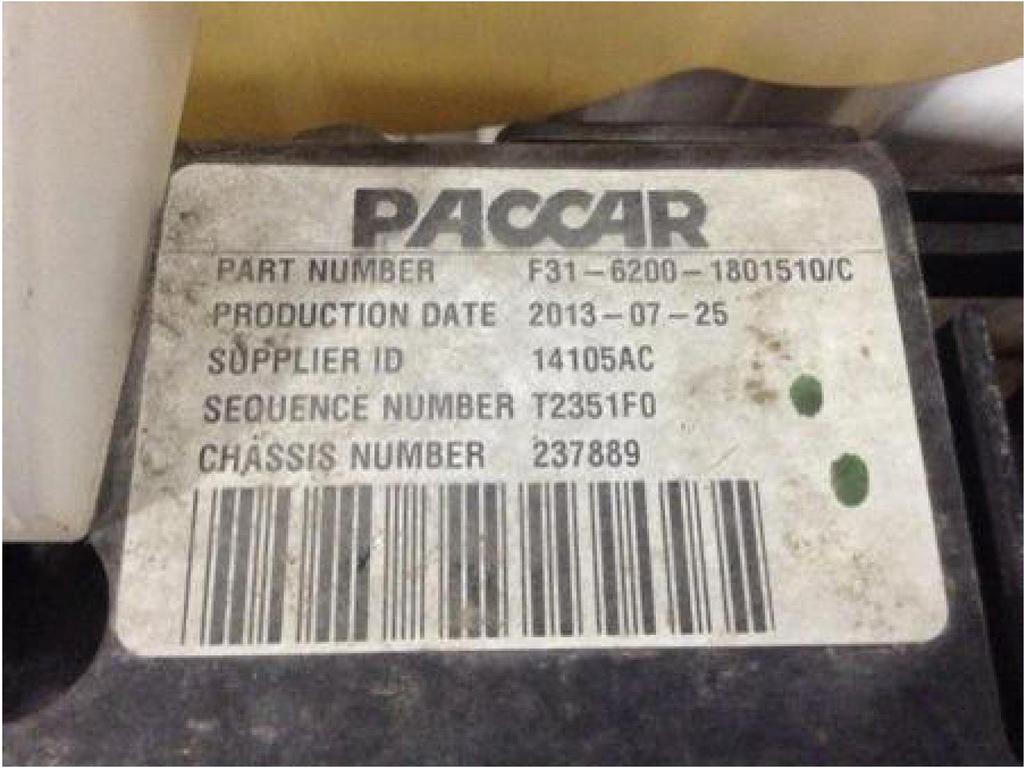 PACCAR
PART NUMBER F31-6200-1801510/C
PRODUCTION DATE 2013-07-25
SUPPLIER ID 14105AC
SEQUENCE NUMBER T2351F0
CHASSIS NUMBER 237889